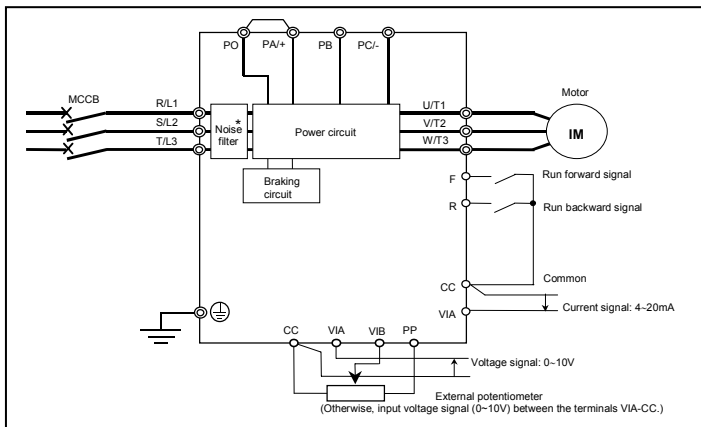 PO PA/+ PB PC/-
MCCB
R/L1
S/L2
T/L3
Noise
filter
*
Power circuit
Braking
circuit
U/T1
V/T2
W/T3
Motor
IM
F
Run forward signal
R
Run backward signal
CC
Common
VIA
Current signal: 4~20mA
CC VIA VIB PP
Voltage signal: 0~10V
External potentiometer
(Otherwise, input voltage signal (0~10V) between the terminals VIA-CC.)